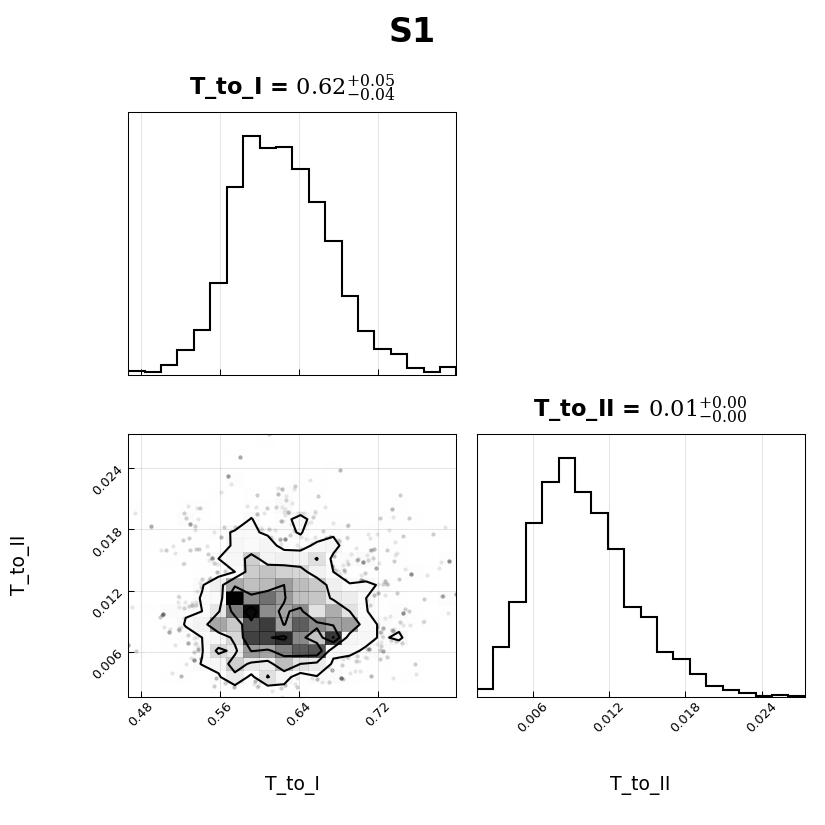 S1
T_to_I = 0.62+0.05−0.04
T_to_II = 0.01+0.00−0.00
T_to_II
0.024
0.018
0.012
0.006
0.48 0.56 0.64 0.72
0.006 0.012 0.018 0.024
T_to_I
T_to_II